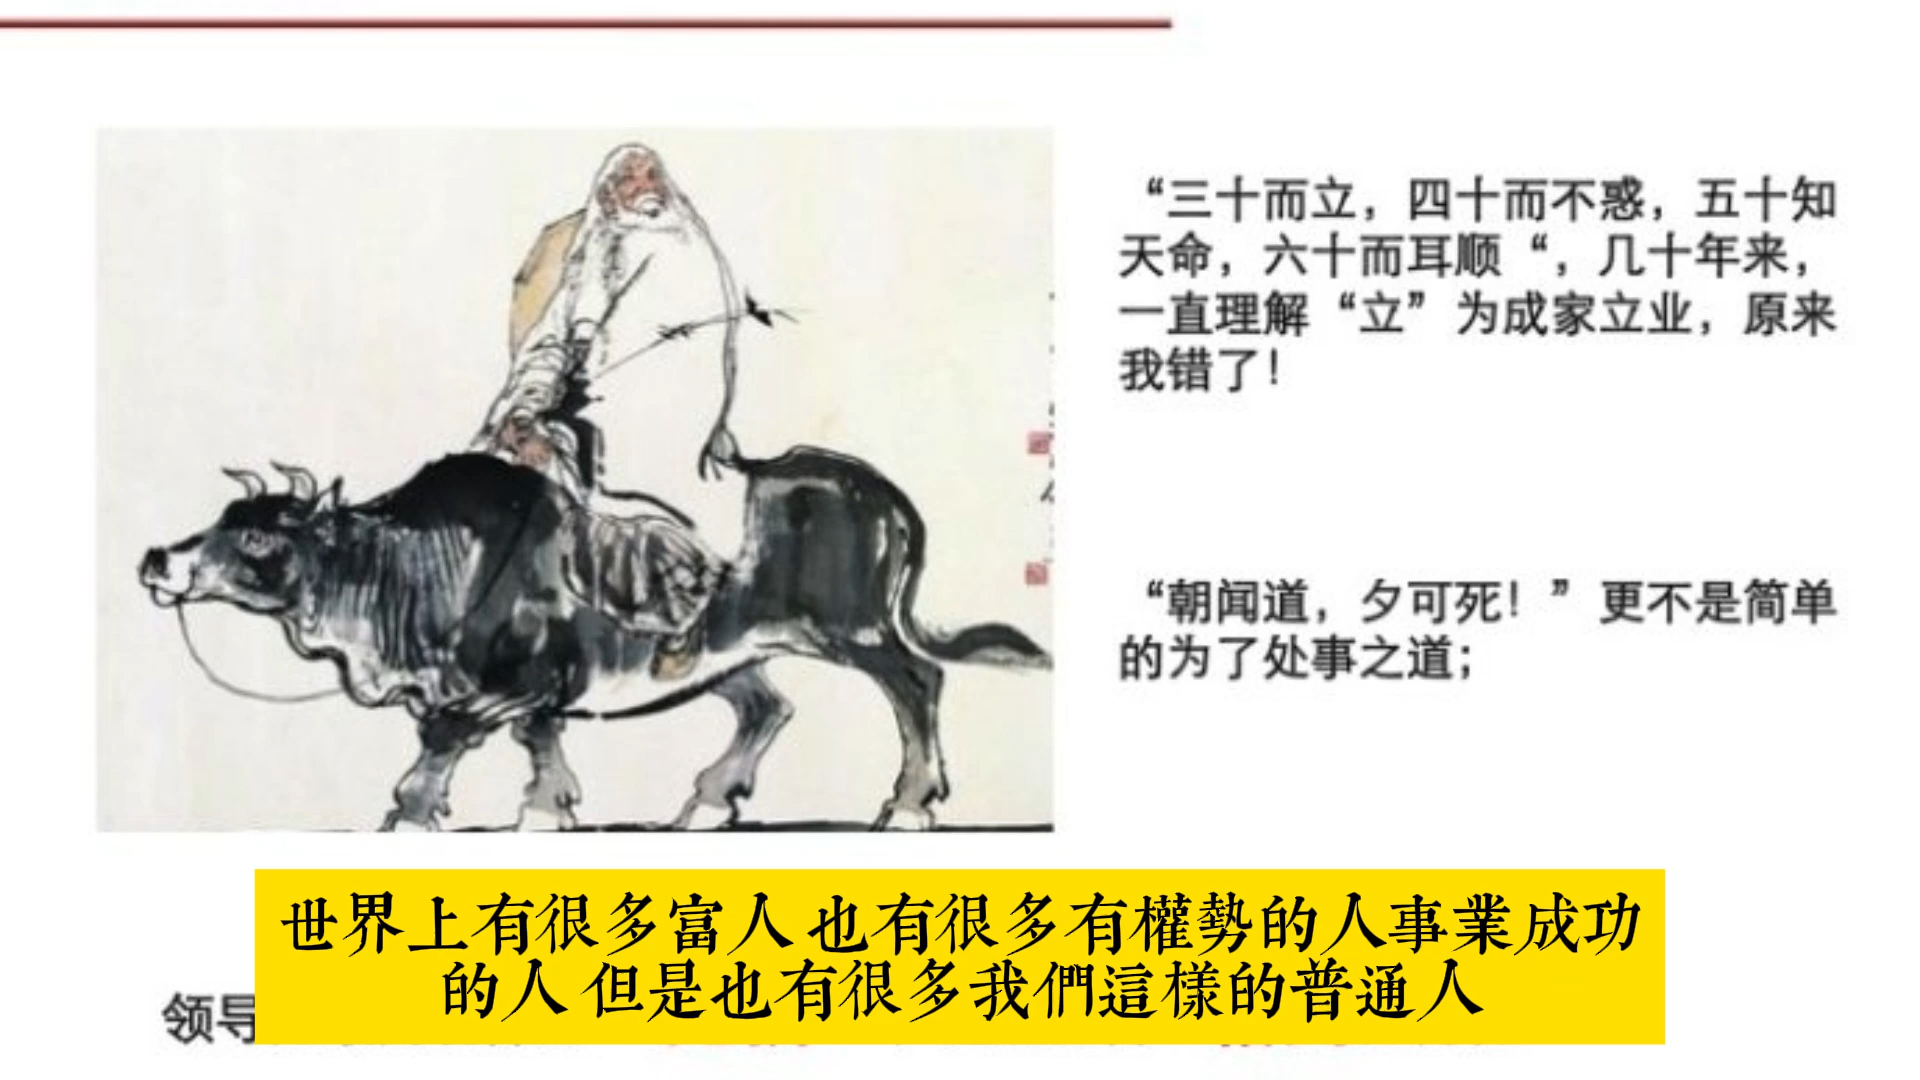 “三十而立，四十而不惑，五十知
天命，六十而耳顺“，几十年来，
一直理解“立”为成家立业，原来
我错了！
“朝闻道，夕可死！”更不是简单
的为了处事之道；
世界上有很多富人也有很多有權勢的人事業成功
的人但是也有很多我們這樣的普通人
领导